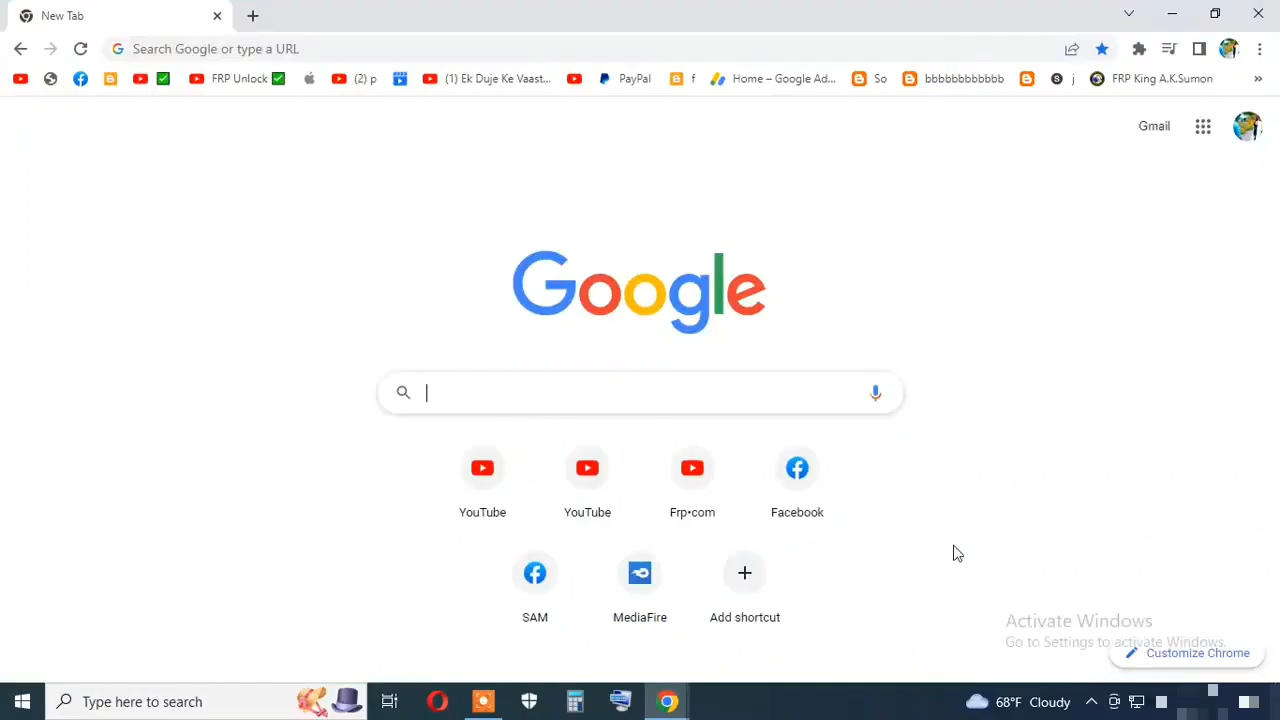 New Tab
Search Google or type a URL
FRP Unlock
(2) p
(1) Ek Duje Ke Vaast...
PayPal
f
Home – Google Ad...
So
bbbbbbbbbbbb
j
FRP King A.K.Sumon
»
Gmail
Google
YouTube
YouTube
Frp•com
Facebook
SAM
MediaFire
Add shortcut
Activate Windows
Go to Settings to activate Windows.
Customize Chrome
Type here to search
68°F Cloudy